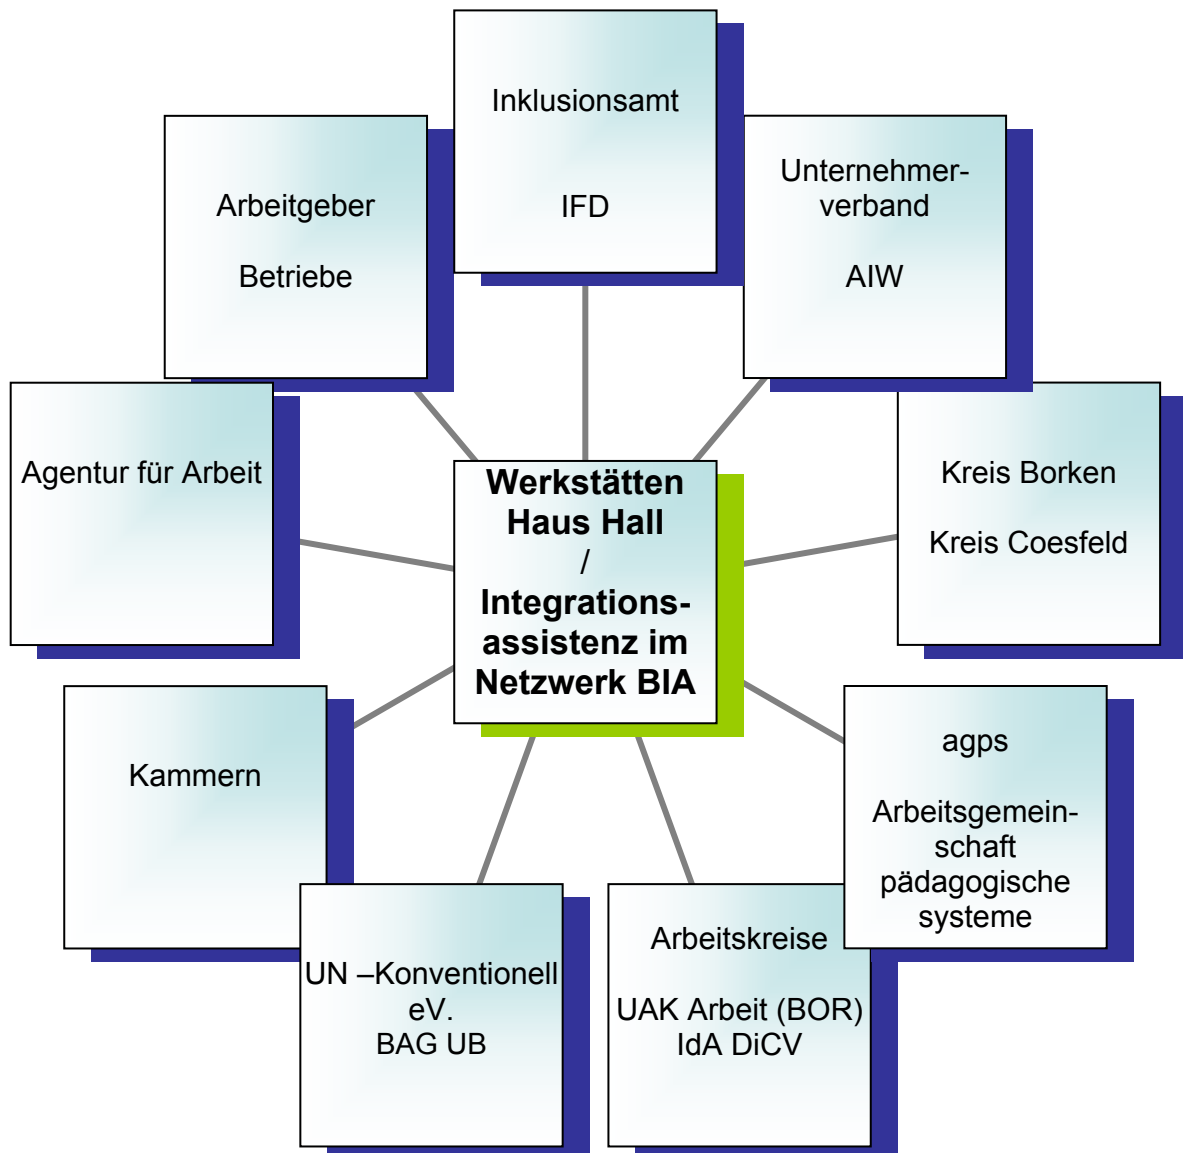 Inklusionsamt
IFD
Unternehmer-
verband
AIW
Arbeitgeber
Betriebe
Agentur für Arbeit
Werkstätten
Haus Hall
/
Integrations-
assistenz im
Netzwerk BIA
Kreis Borken
Kreis Coesfeld
Kammern
agps
Arbeitsgemein-
schaft
pädagogische
systeme
UN –Konventionell
eV.
BAG UB
Arbeitskreise
UAK Arbeit (BOR)
IdA DiCV